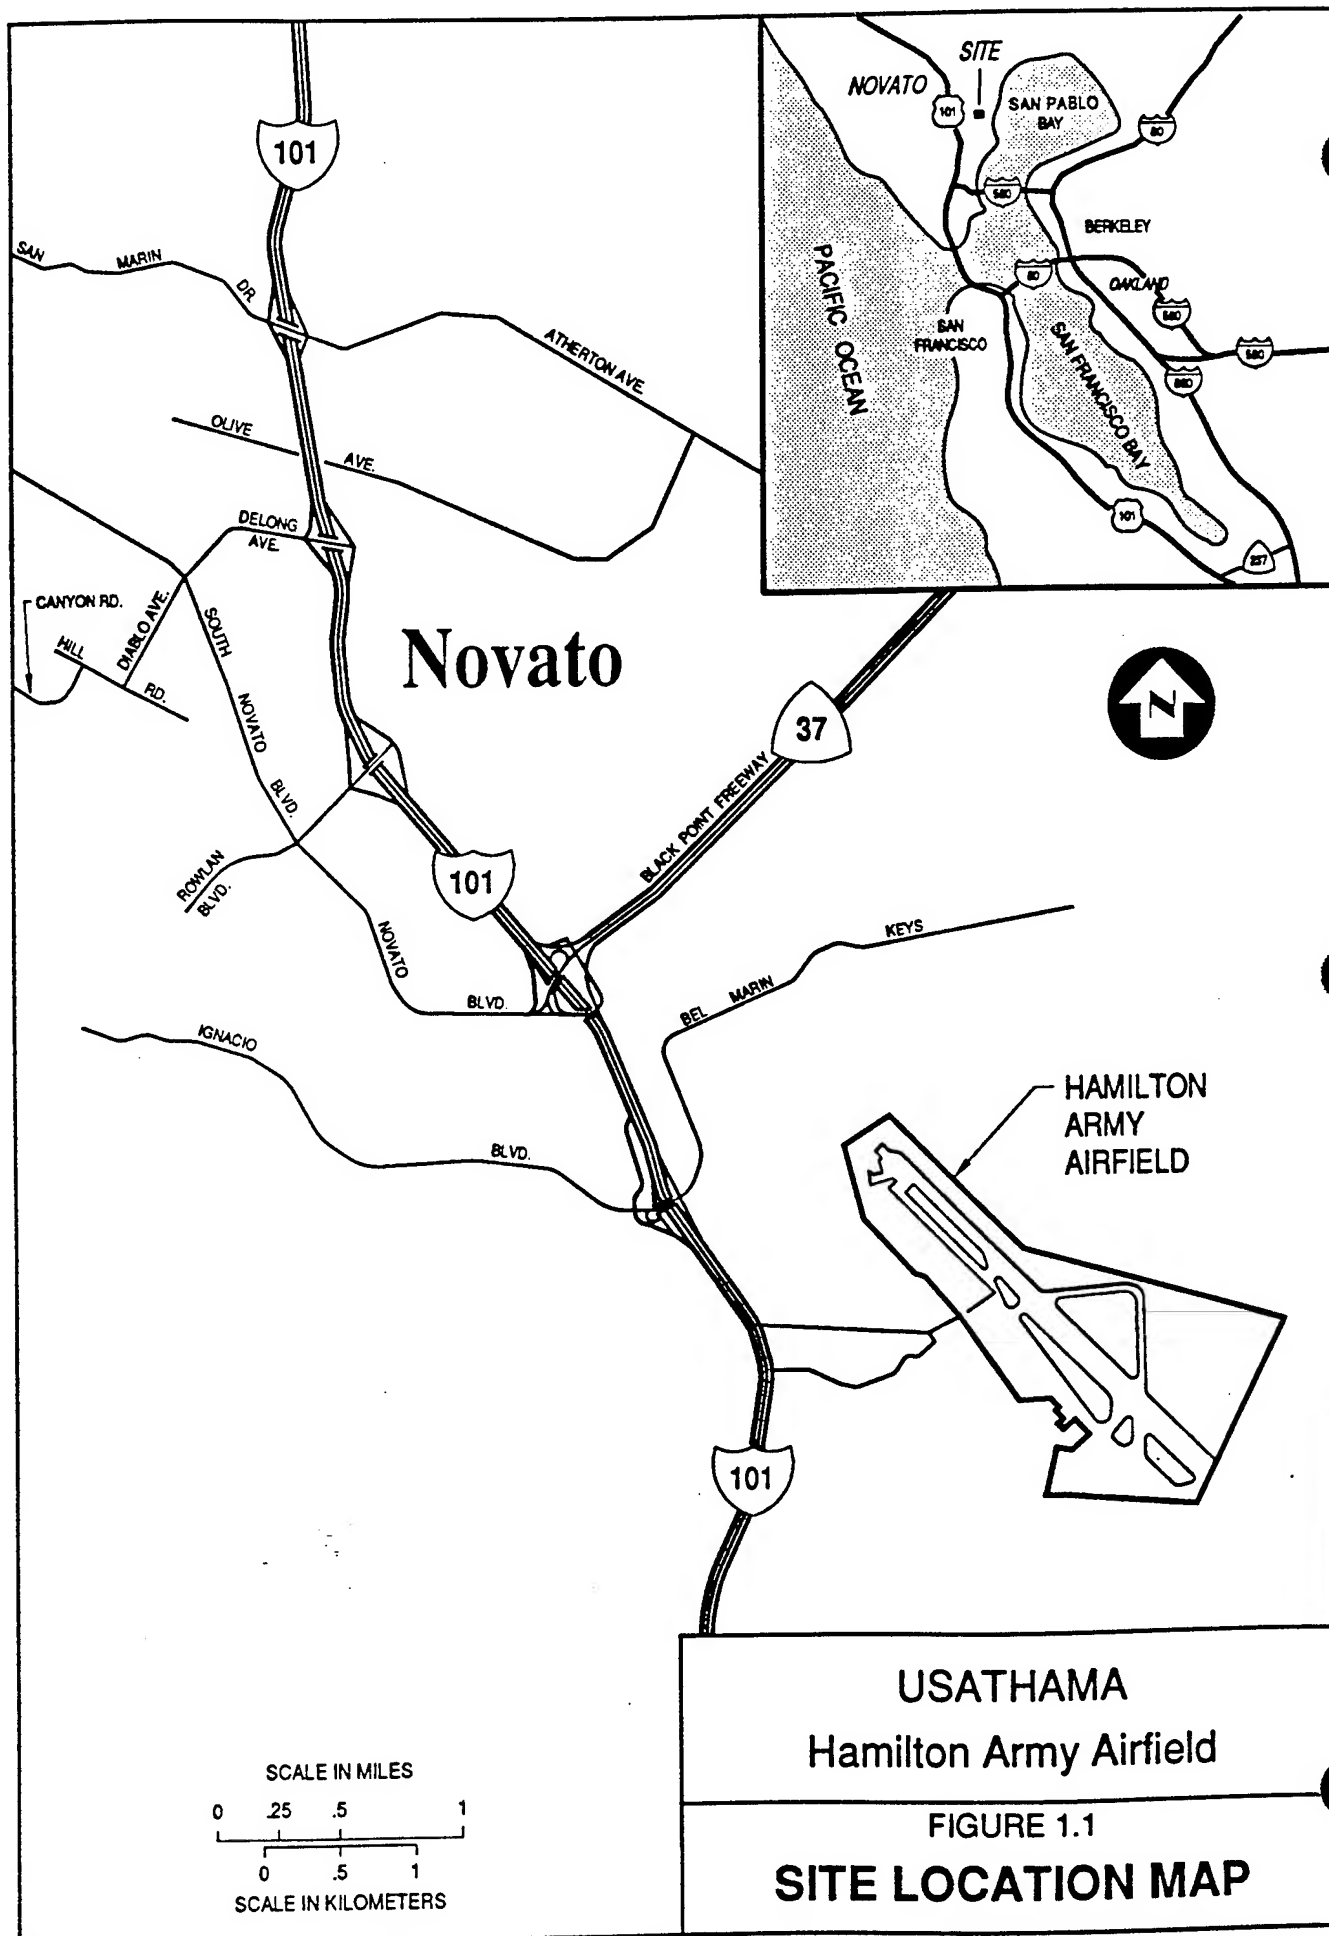 SITE
NOVATO
101
SAN PABLO
BAY
80
580
BERKELEY
80
OAKLAND
PACIFIC OCEAN
SAN
FRANCISCO
SAN FRANCISCO BAY
580
580
880
101
237
101
SAN MARIN DR.
ATHERTON AVE.
OLIVE AVE.
DELONG
AVE.
CANYON RD.
DIABLO AVE.
HILL RD.
SOUTH NOVATO BLVD.
Novato
N
37
BLACK POINT FREEWAY
ROWLAN
BLVD.
101
NOVATO BLVD.
BEL MARIN KEYS
IGNACIO BLVD.
HAMILTON
ARMY
AIRFIELD
101
USATHAMA
Hamilton Army Airfield
FIGURE 1.1
SITE LOCATION MAP
SCALE IN MILES
0 .25 .5 1
0 .5 1
SCALE IN KILOMETERS